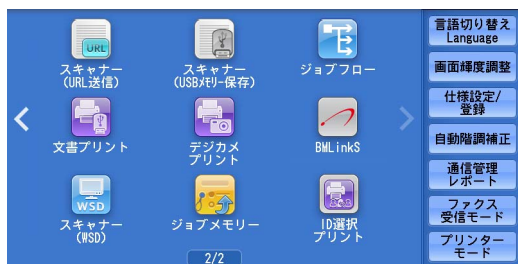 URL
スキャナー
(URL送信)
スキャナー
(USBメモリー保存)
ジョブフロー
文書プリント
デジカメ
プリント
BMLinkS
WSD
スキャナー
(WSD)
ジョブメモリー
ID選択
プリント
2/2
言語切り替え
Language
画面輝度調整
仕様設定/
登録
自動階調補正
通信管理
レポート
ファクス
受信モード
プリンター
モード